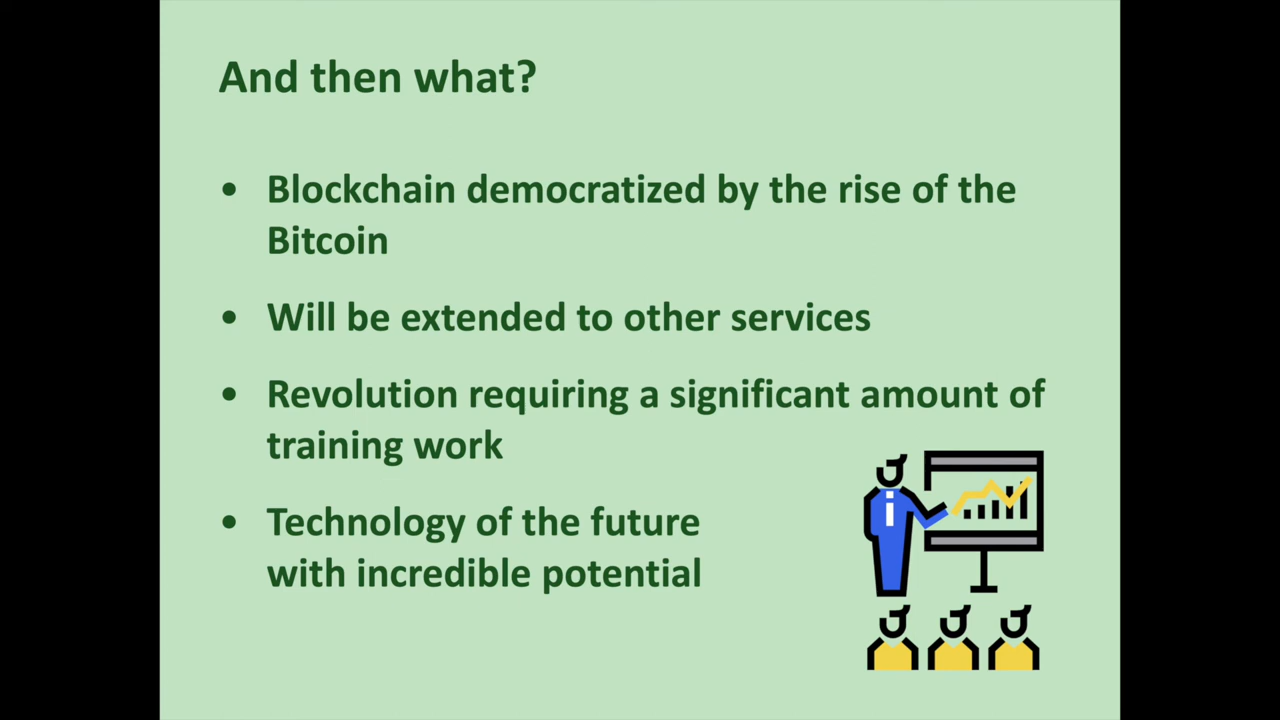 And then what?
• Blockchain democratized by the rise of the
Bitcoin
• Will be extended to other services
• Revolution requiring a significant amount of
training work
• Technology of the future
with incredible potential